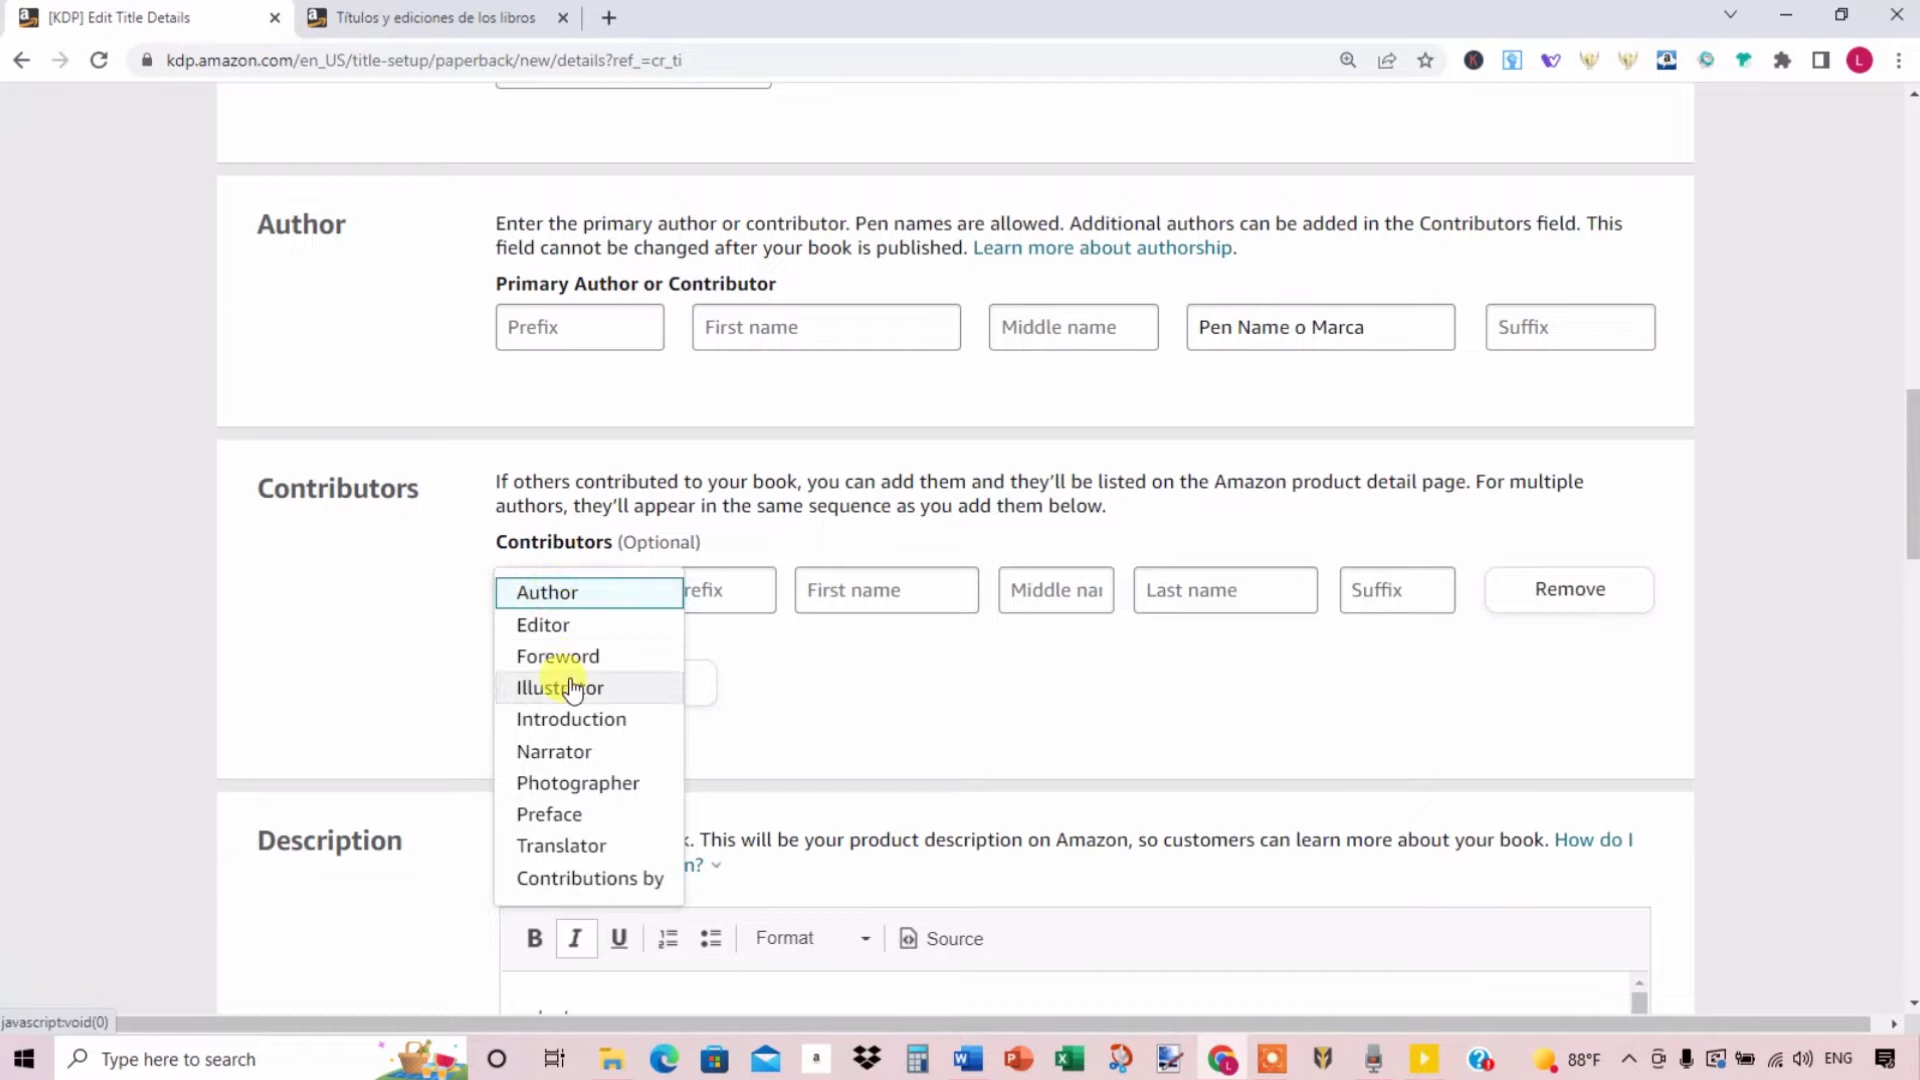 [KDP] Edit Title Details
Títulos y ediciones de los libros
kdp.amazon.com/en_US/title-setup/paperback/new/details?ref_=cr_ti
L
Author
Enter the primary author or contributor. Pen names are allowed. Additional authors can be added in the Contributors field. This
field cannot be changed after your book is published. Learn more about authorship.
Primary Author or Contributor
Prefix
First name
Middle name
Pen Name o Marca
Suffix
Contributors
If others contributed to your book, you can add them and they'll be listed on the Amazon product detail page. For multiple
authors, they'll appear in the same sequence as you add them below.
Contributors (Optional)
Author
refix
First name
Middle nar
Last name
Suffix
Remove
Editor
Foreword
Illustrator
Introduction
Narrator
Photographer
Preface
Translator
Contributions by
Description
. This will be your product description on Amazon, so customers can learn more about your book. How do I
n?
B I U
Format
Source
javascript:void(0)
Type here to search
88°F
ENG